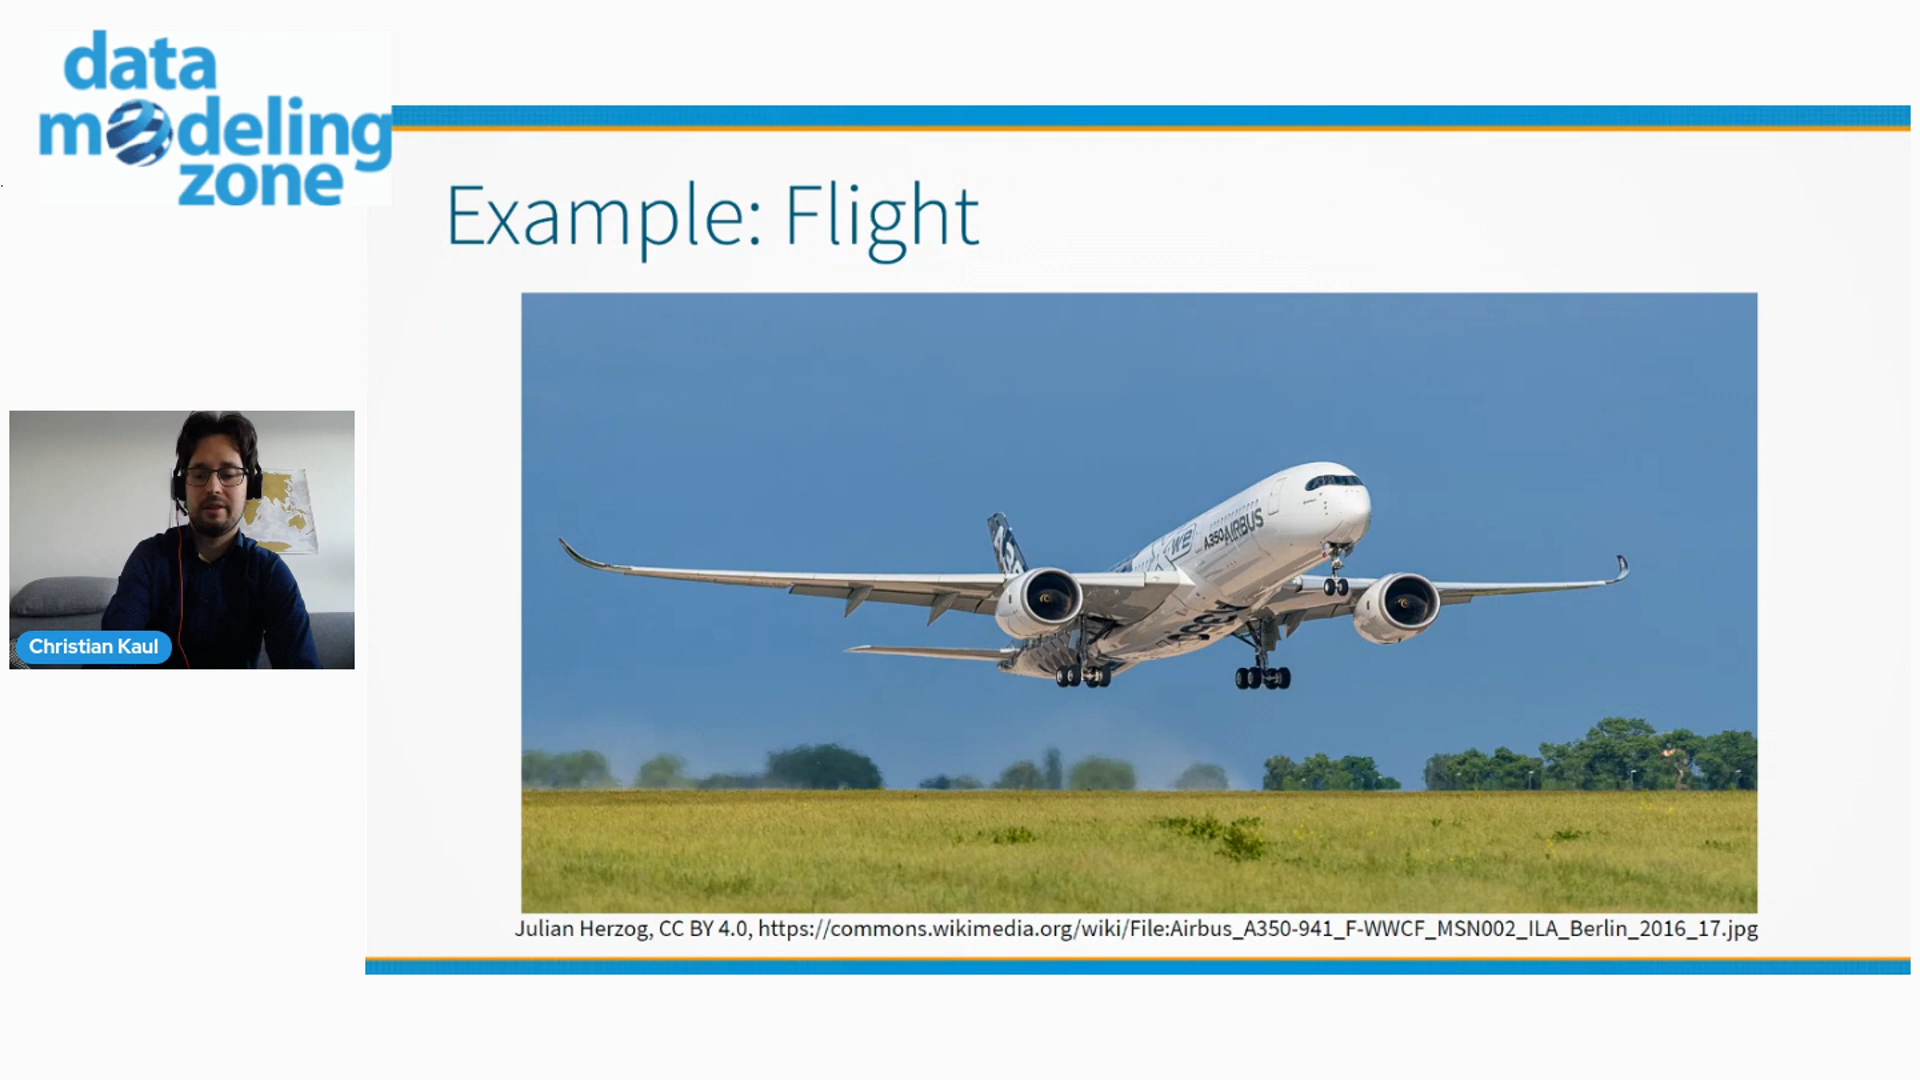 data
modeling
zone
Example: Flight
A350 AIRBUS
Christian Kaul
Julian Herzog, CC BY 4.0, https://commons.wikimedia.org/wiki/File:Airbus_A350-941_F-WWCF_MSN002_ILA_Berlin_2016_17.jpg